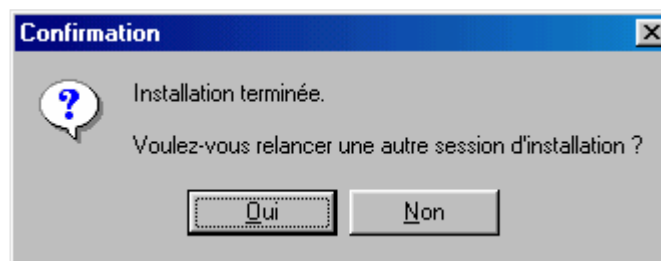 Confirmation
Installation terminée.
Voulez-vous relancer une autre session d'installation ?
Oui
Non